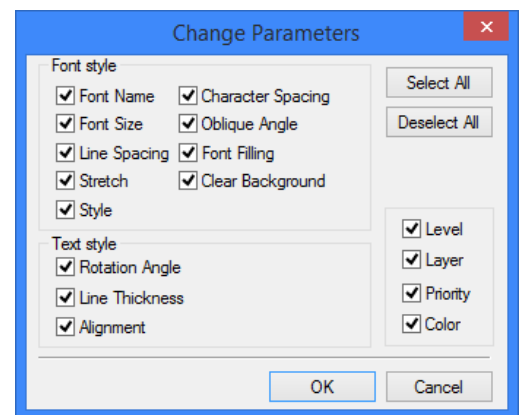 Change Parameters
Font style
Font Name
Character Spacing
Font Size
Oblique Angle
Line Spacing
Font Filling
Stretch
Clear Background
Style
Text style
Rotation Angle
Line Thickness
Alignment
Select All
Deselect All
Level
Layer
Priority
Color
OK
Cancel